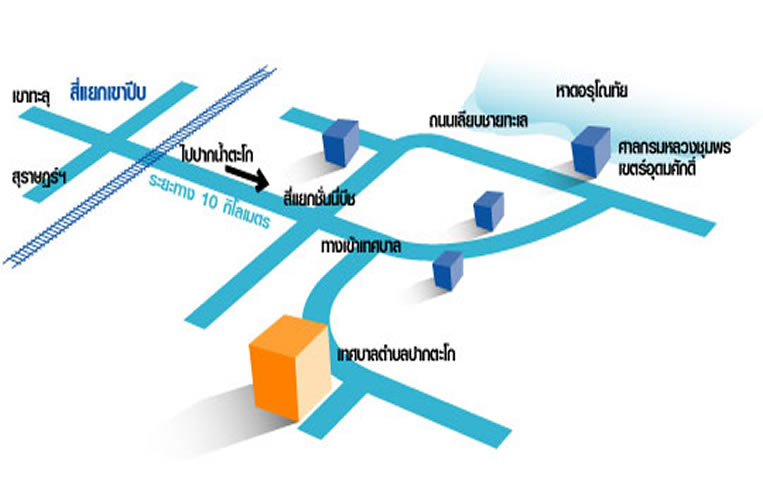 เขาทะลุ
สี่แยกเขาปีบ
สุราษฎร์ฯ
ไปปากน้ำตะโก
ระยะทาง 10 กิโลเมตร
สี่แยกซันนี่บีช
ทางเข้าเทศบาล
เทศบาลตำบลปากตะโก
ถนนเลียบชายทะเล
หาดอรุโณทัย
ศาลกรมหลวงชุมพร
เขตร์อุดมศักดิ์